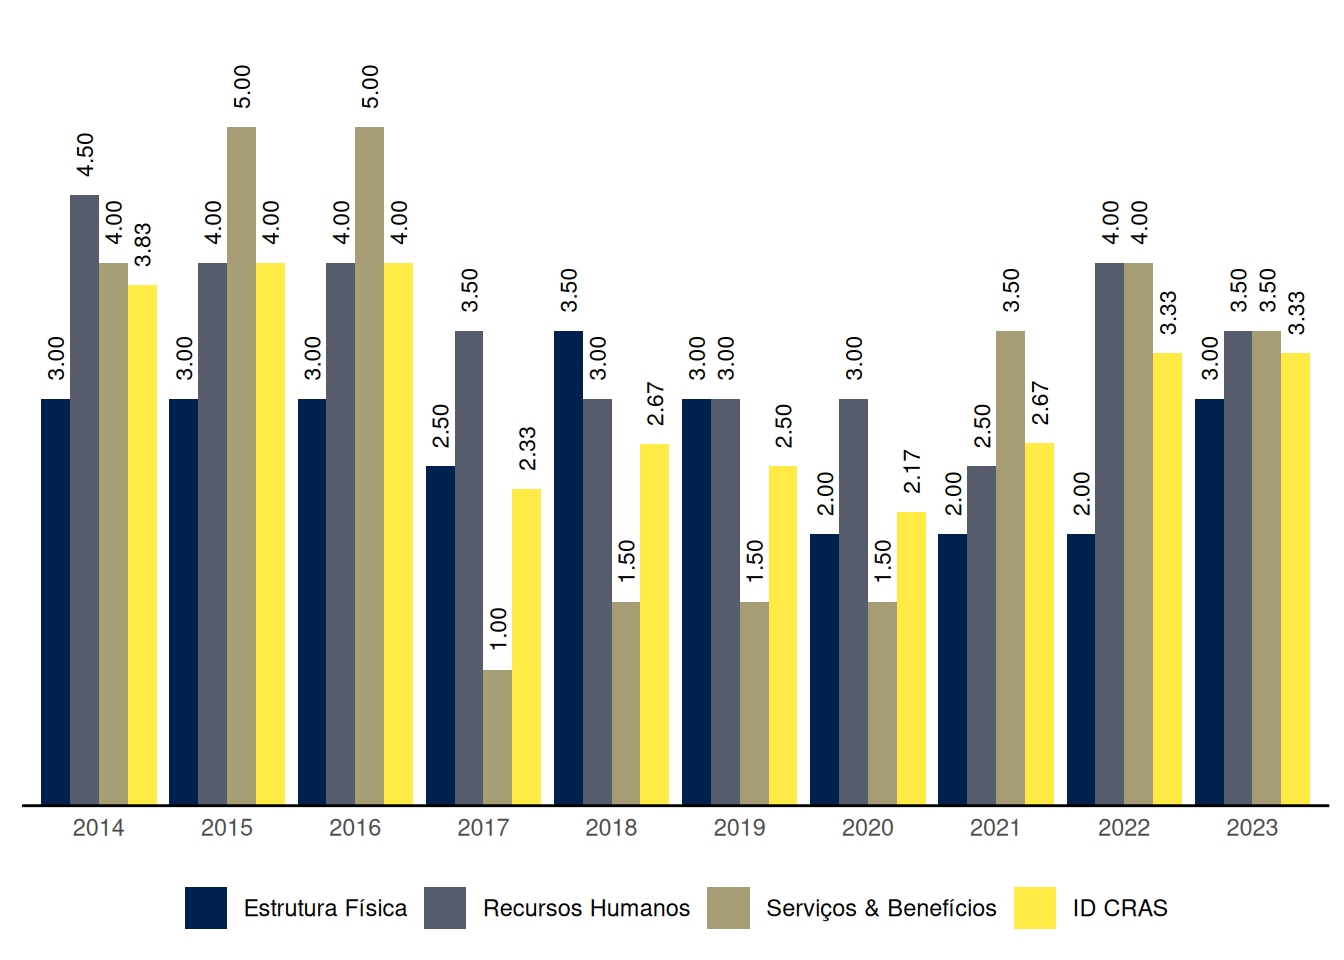 3.00 4.50 4.00 3.83
3.00 4.00 5.00 4.00
3.00 4.00 5.00 4.00
2.50 3.50 1.00 2.33
3.50 3.00 1.50 2.67
3.00 3.00 1.50 2.50
2.00 3.00 1.50 2.17
2.00 2.50 3.50 2.67
2.00 4.00 4.00 3.33
3.00 3.50 3.50 3.33
2014 2015 2016 2017 2018 2019 2020 2021 2022 2023
Estrutura Física Recursos Humanos Serviços & Benefícios ID CRAS